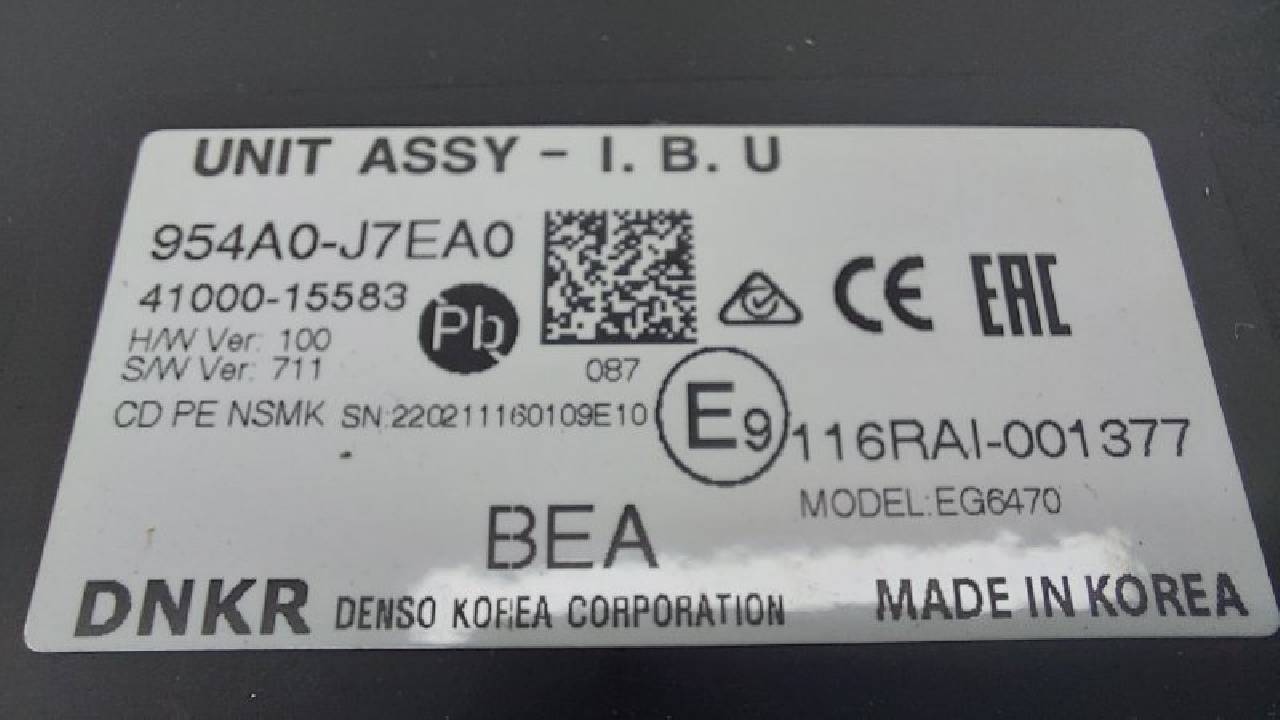 UNIT ASSY - I. B. U
954A0-J7EA0
41000-15583
Pb
H/W Ver: 100
S/W Ver: 711
087
CE EAC
CD PE NSMK SN:220211160109E10
E9 116RAI-001377
MODEL:EG6470
BEA
DNKR DENSO KOREA CORPORATION
MADE IN KOREA